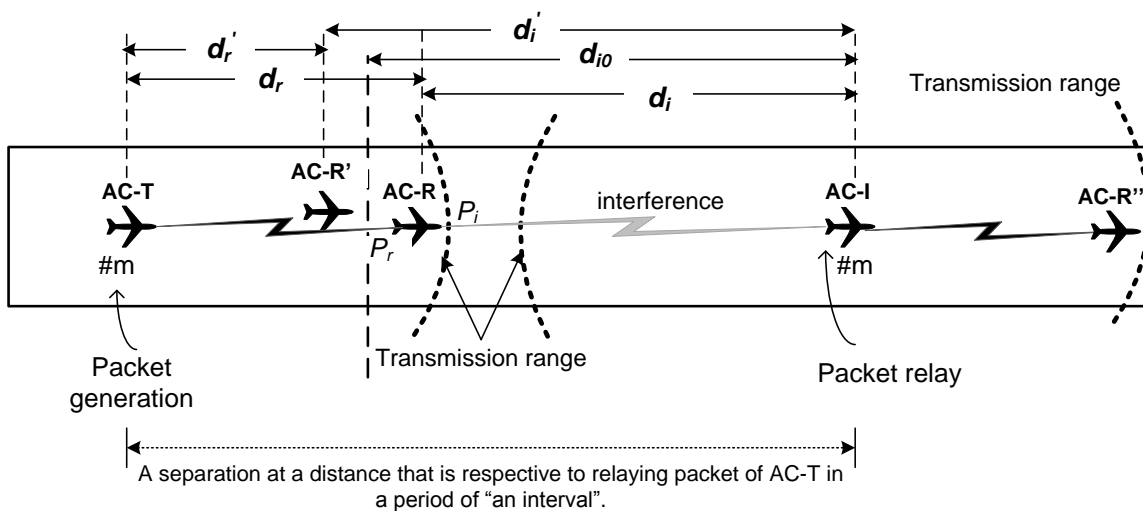 d_i'
d_r'
d_i0
d_r
d_i
Transmission range
AC-T
AC-R'
AC-R
AC-I
AC-R''
interference
P_i
P_r
#m
#m
Transmission range
Packet
generation
Packet relay
A separation at a distance that is respective to relaying packet of AC-T in
a period of “an interval”.